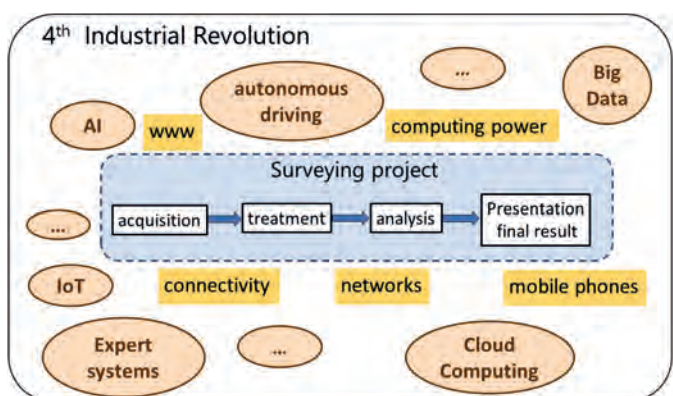 4th Industrial Revolution
...
Big
Data
autonomous
driving
AI
www
computing power
Surveying project
acquisition
treatment
analysis
Presentation
final result
...
IoT
connectivity
networks
mobile phones
Expert
systems
...
Cloud
Computing